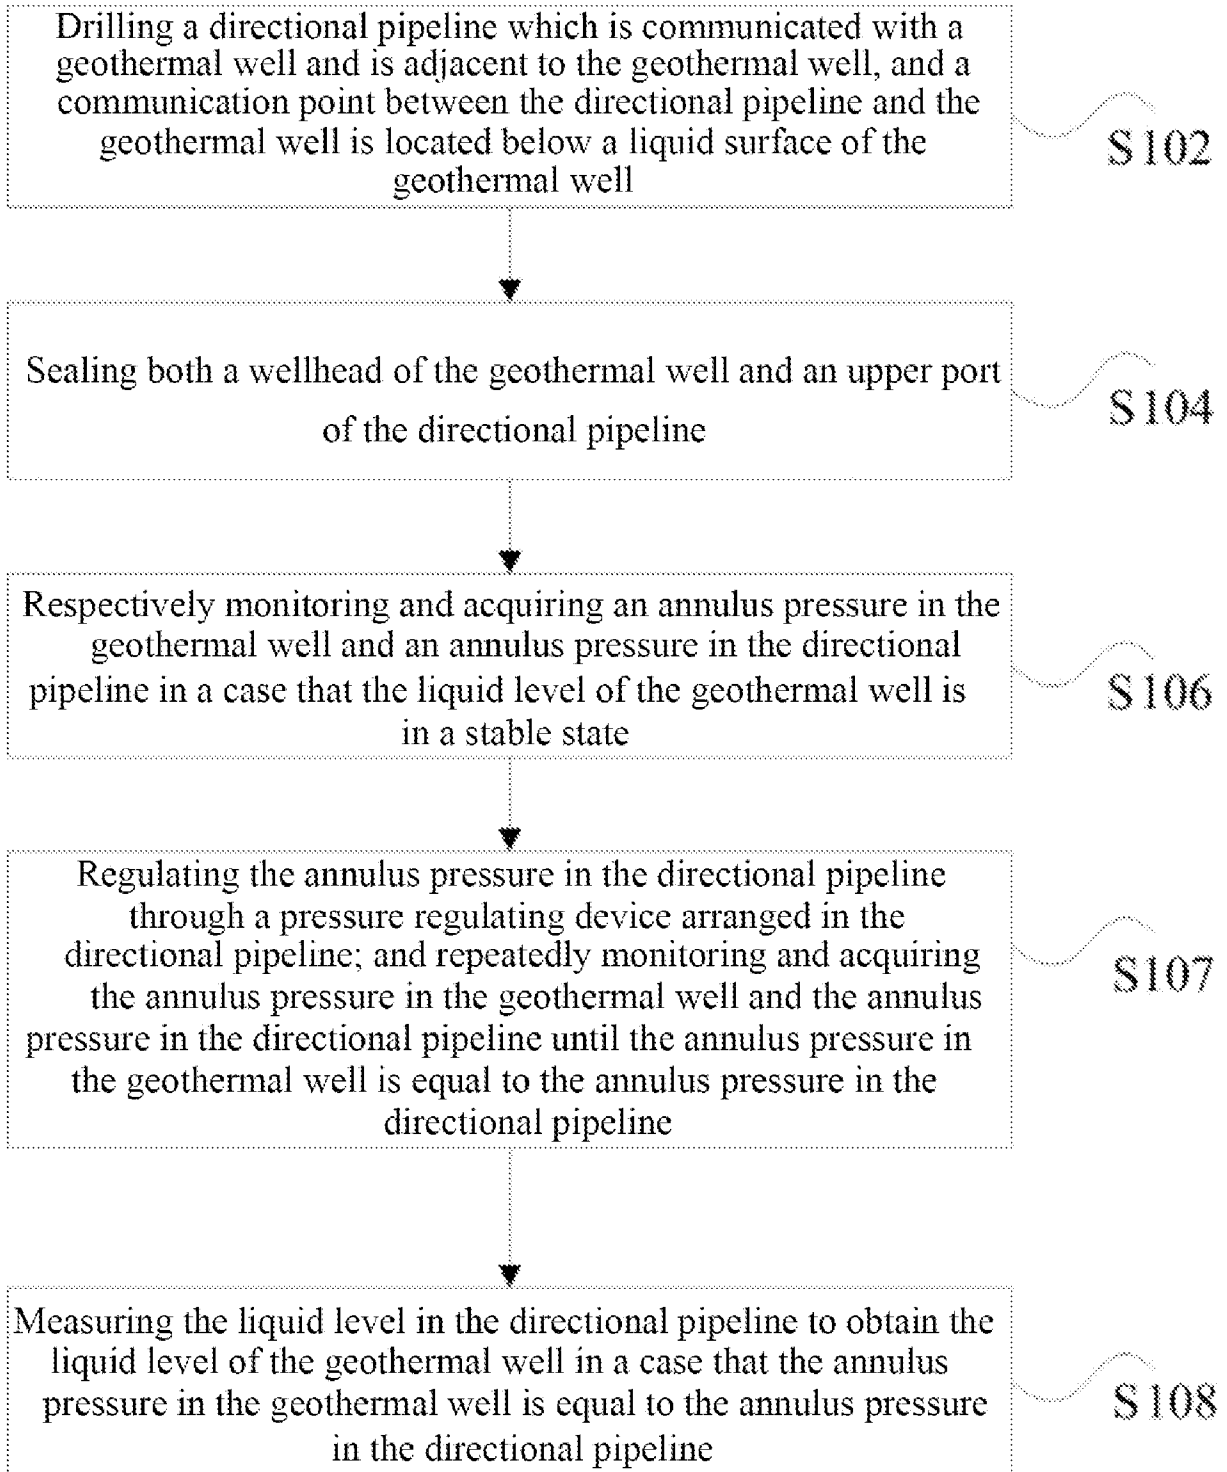 Drilling a directional pipeline which is communicated with a
geothermal well and is adjacent to the geothermal well, and a
communication point between the directional pipeline and the
geothermal well is located below a liquid surface of the
geothermal well
S102
Sealing both a wellhead of the geothermal well and an upper port
of the directional pipeline
S104
Respectively monitoring and acquiring an annulus pressure in the
geothermal well and an annulus pressure in the directional
pipeline in a case that the liquid level of the geothermal well is
in a stable state
S106
Regulating the annulus pressure in the directional pipeline
through a pressure regulating device arranged in the
directional pipeline; and repeatedly monitoring and acquiring
the annulus pressure in the geothermal well and the annulus
pressure in the directional pipeline until the annulus pressure in
the geothermal well is equal to the annulus pressure in the
directional pipeline
S107
Measuring the liquid level in the directional pipeline to obtain the
liquid level of the geothermal well in a case that the annulus
pressure in the geothermal well is equal to the annulus pressure
in the directional pipeline
S108